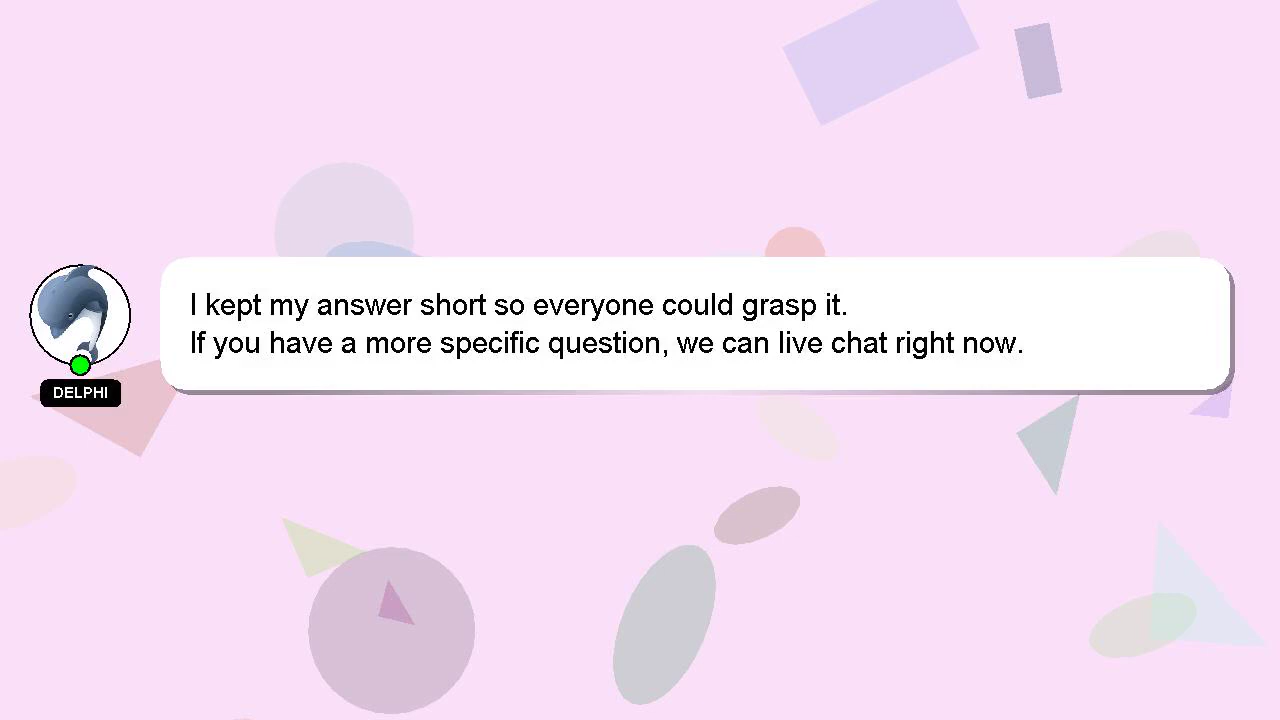 I kept my answer short so everyone could grasp it.
If you have a more specific question, we can live chat right now.
DELPHI